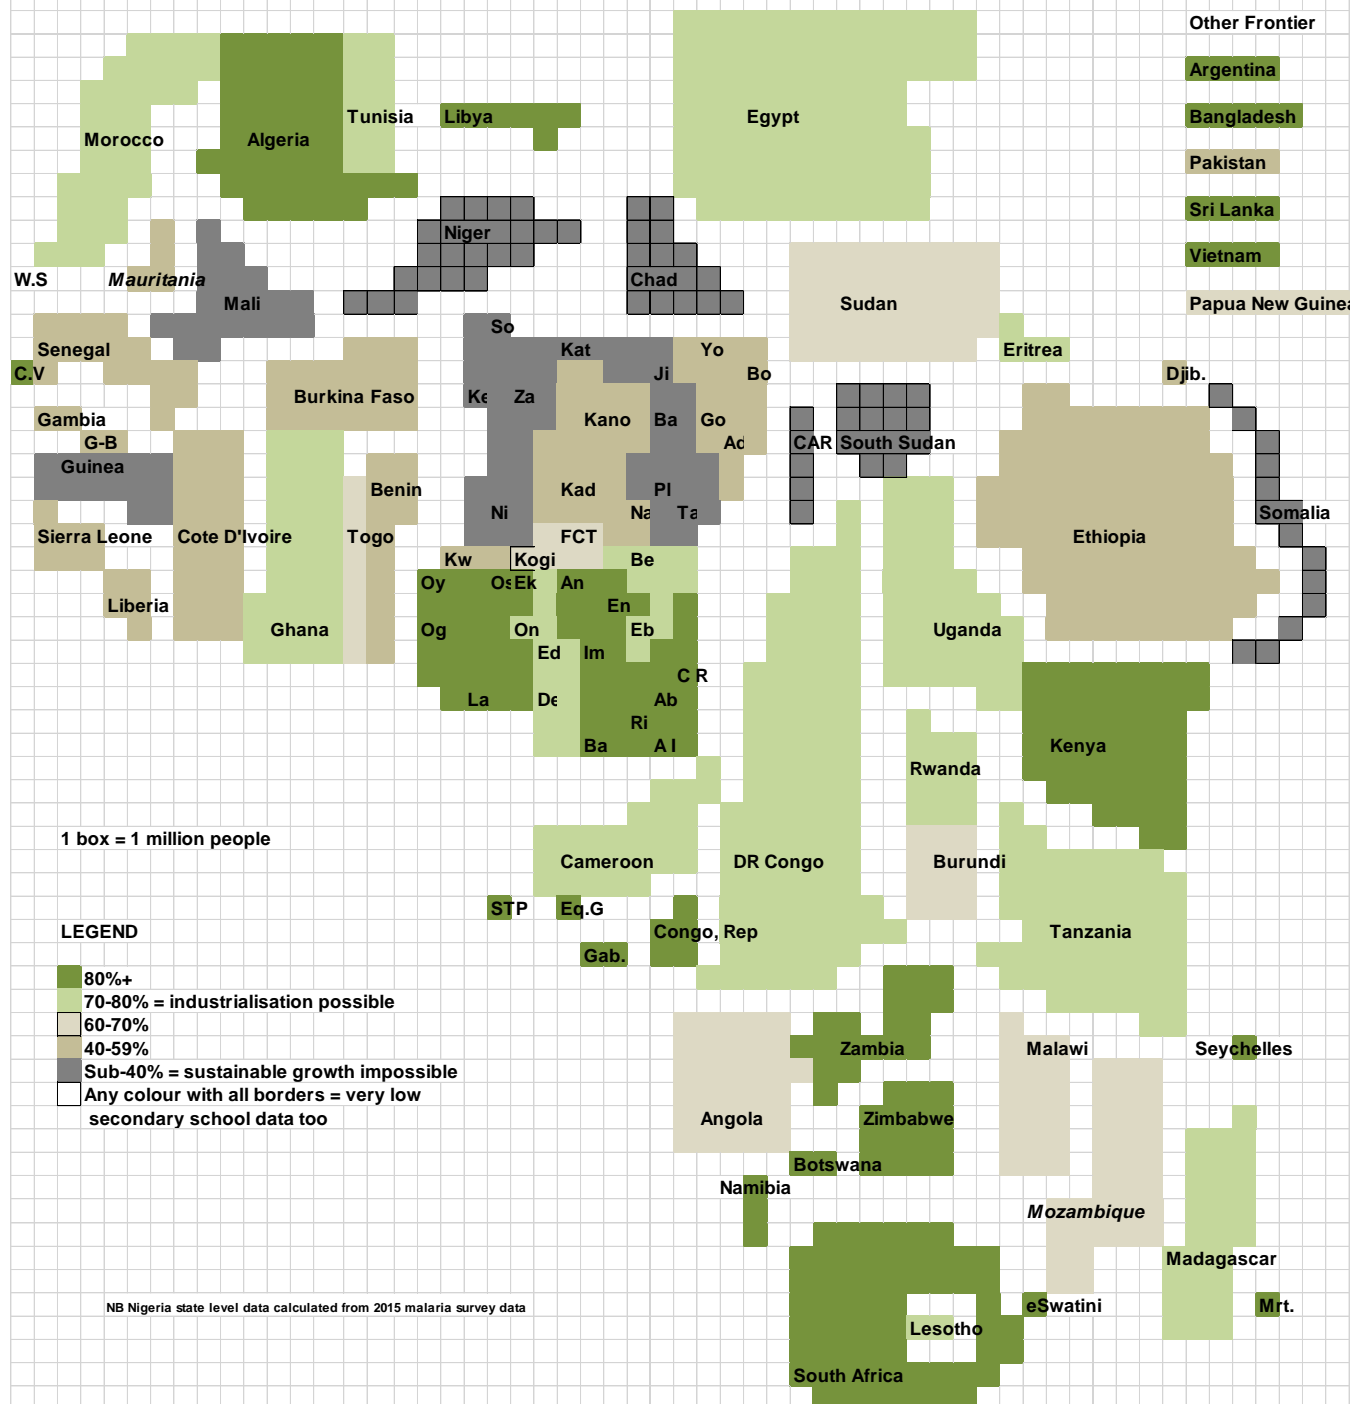 Other Frontier
Argentina
Tunisia
Libya
Egypt
Bangladesh
Morocco
Algeria
Pakistan
Sri Lanka
Niger
Vietnam
W.S
Mauritania
Chad
Mali
Sudan
Papua New Guinea
So
Senegal
Kat
Yo
Eritrea
C.V
Ji
Bo
Djib.
Ke
Za
Burkina Faso
Gambia
Kano
Ba
Go
G-B
Ad
CAR
South Sudan
Guinea
Benin
Kad
Pl
Ni
Na
Ta
Somalia
Sierra Leone
Cote D'Ivoire
Togo
FCT
Ethiopia
Kw
Kogi
Be
Oy
Os
Ek
An
Liberia
En
Ghana
Og
On
Eb
Uganda
Ed
Im
C R
La
De
Ab
Ri
Ba
A I
Kenya
Rwanda
1 box = 1 million people
Cameroon
DR Congo
Burundi
STP
Eq.G
LEGEND
Congo, Rep
Tanzania
Gab.
80%+
70-80% = industrialisation possible
60-70%
40-59%
Sub-40% = sustainable growth impossible
Any colour with all borders = very low
secondary school data too
Zambia
Malawi
Seychelles
Angola
Zimbabwe
Botswana
Namibia
Mozambique
Madagascar
NB Nigeria state level data calculated from 2015 malaria survey data
eSwatini
Mrt.
Lesotho
South Africa